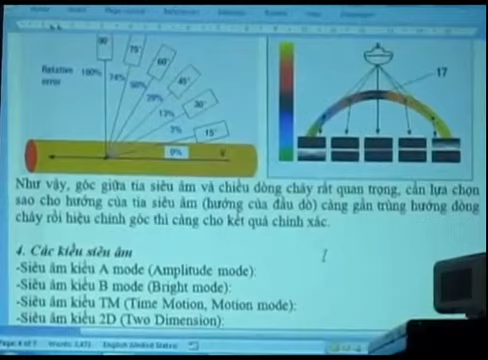 90°
75°
60°
45°
30°
15°
Relative error
100%
74%
50%
29%
13%
3%
0%
17
Như vậy, góc giữa tia siêu âm và chiều dòng chảy rất quan trọng, cần lựa chọn
sao cho hướng của tia siêu âm (hướng của đầu dò) càng gần trùng hướng dòng
chảy rồi hiệu chỉnh góc thì càng cho kết quả chính xác.
4. Các kiểu siêu âm
-Siêu âm kiểu A mode (Amplitude mode):
-Siêu âm kiểu B mode (Bright mode):
-Siêu âm kiểu TM (Time Motion, Motion mode):
-Siêu âm kiểu 2D (Two Dimension):
English (United States)